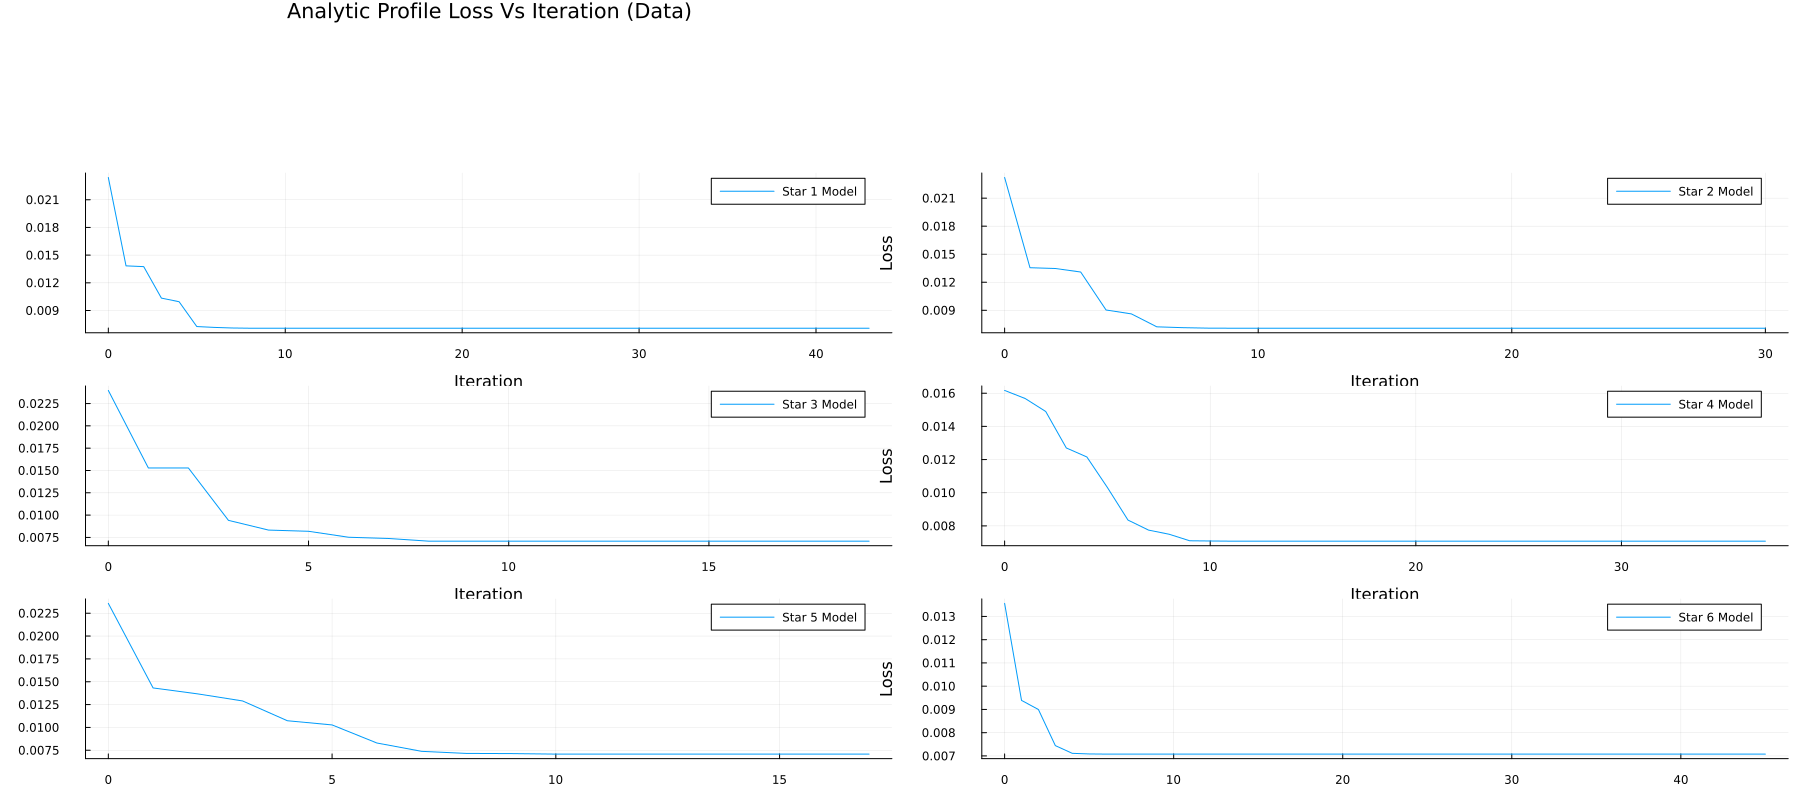 Analytic Profile Loss Vs Iteration (Data)
0.021
0.018
0.015
0.012
0.009
Star 1 Model
0 10 20 30 40
Iteration
Loss
0.021
0.018
0.015
0.012
0.009
Star 2 Model
0 10 20 30
Iteration
0.0225
0.0200
0.0175
0.0150
0.0125
0.0100
0.0075
Star 3 Model
0 5 10 15
Iteration
Loss
0.016
0.014
0.012
0.010
0.008
Star 4 Model
0 10 20 30
Iteration
0.0225
0.0200
0.0175
0.0150
0.0125
0.0100
0.0075
Star 5 Model
0 5 10 15
Loss
0.013
0.012
0.011
0.010
0.009
0.008
0.007
Star 6 Model
0 10 20 30 40